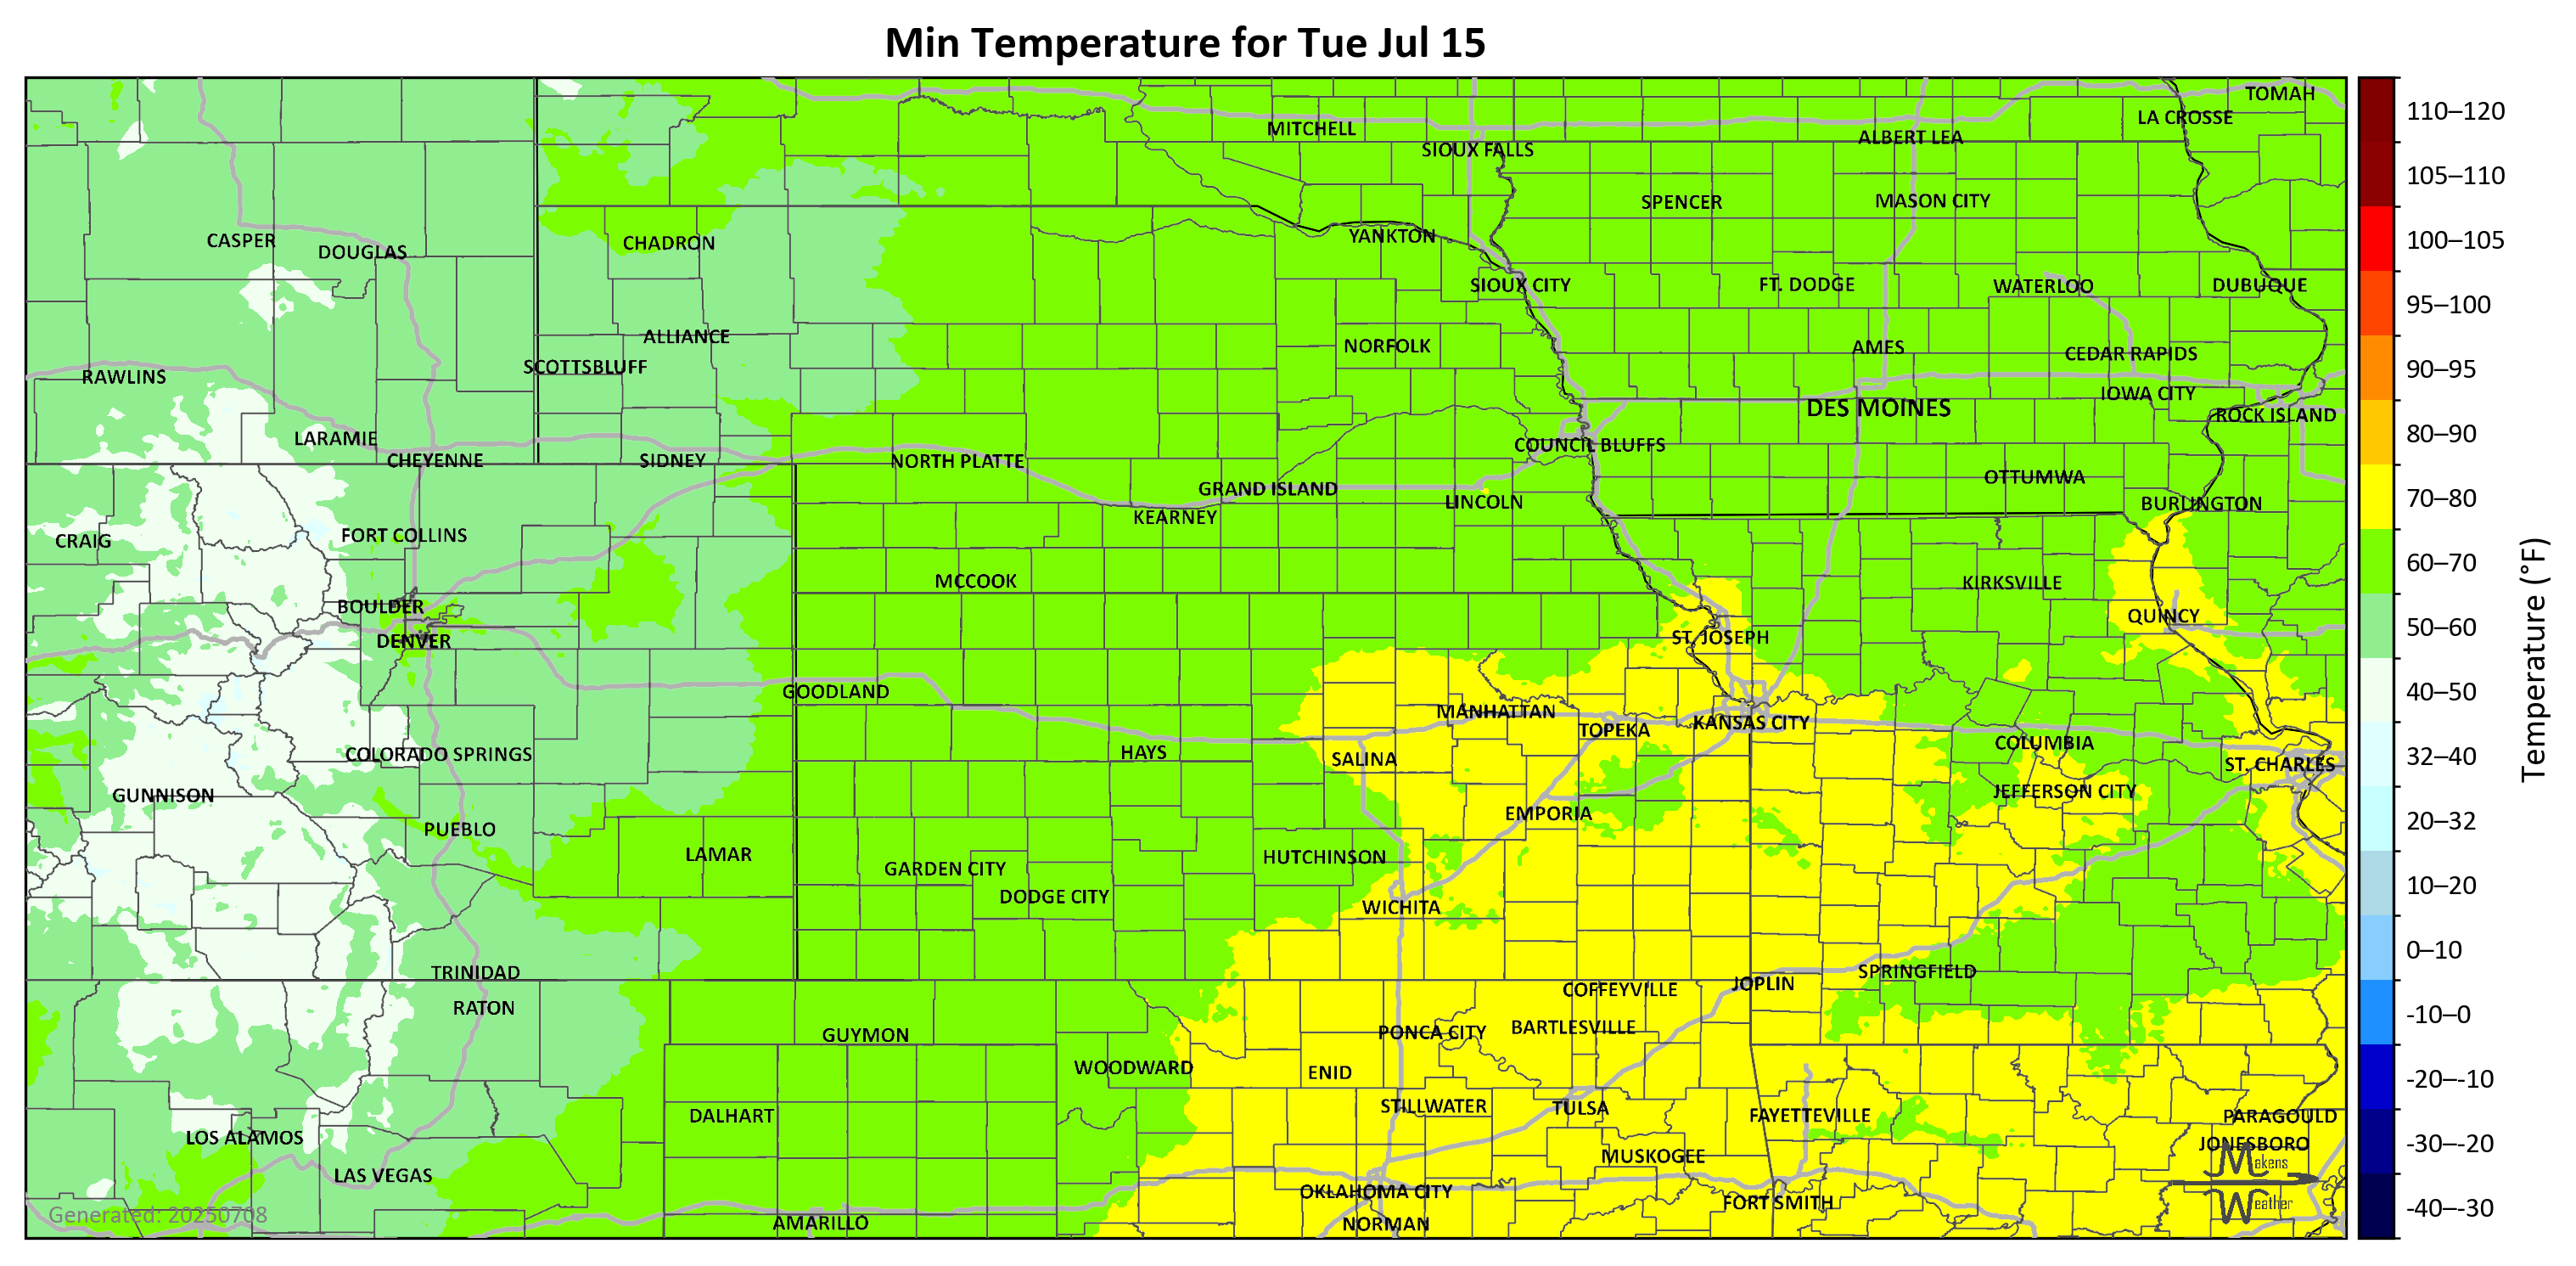 Min Temperature for Tue Jul 15
TOMAH
LA CROSSE
MITCHELL
ALBERT LEA
SIOUX FALLS
SPENCER
MASON CITY
CASPER
DOUGLAS
CHADRON
YANKTON
SIOUX CITY
FT. DODGE
WATERLOO
DUBUQUE
ALLIANCE
NORFOLK
AMES
CEDAR RAPIDS
SCOTTSBLUFF
RAWLINS
IOWA CITY
DES MOINES
ROCK ISLAND
LARAMIE
COUNCIL BLUFFS
CHEYENNE
SIDNEY
NORTH PLATTE
OTTUMWA
GRAND ISLAND
LINCOLN
BURLINGTON
KEARNEY
CRAIG
FORT COLLINS
MCCOOK
KIRKSVILLE
BOULDER
QUINCY
DENVER
ST. JOSEPH
GOODLAND
MANHATTAN
TOPEKA
KANSAS CITY
COLUMBIA
COLORADO SPRINGS
HAYS
SALINA
ST. CHARLES
GUNNISON
JEFFERSON CITY
EMPORIA
PUEBLO
LAMAR
HUTCHINSON
GARDEN CITY
DODGE CITY
WICHITA
TRINIDAD
SPRINGFIELD
JOPLIN
COFFEYVILLE
RATON
GUYMON
PONCA CITY
BARTLESVILLE
WOODWARD
ENID
DALHART
STILLWATER
TULSA
FAYETTEVILLE
PARAGOULD
LOS ALAMOS
JONESBORO
MUSKOGEE
LAS VEGAS
OKLAHOMA CITY
FORT SMITH
AMARILLO
NORMAN
Makens
Weather
Generated: 20250708
110–120
105–110
100–105
95–100
90–95
80–90
70–80
60–70
50–60
40–50
32–40
20–32
10–20
0–10
-10–0
-20–-10
-30–-20
-40–-30
Temperature (°F)